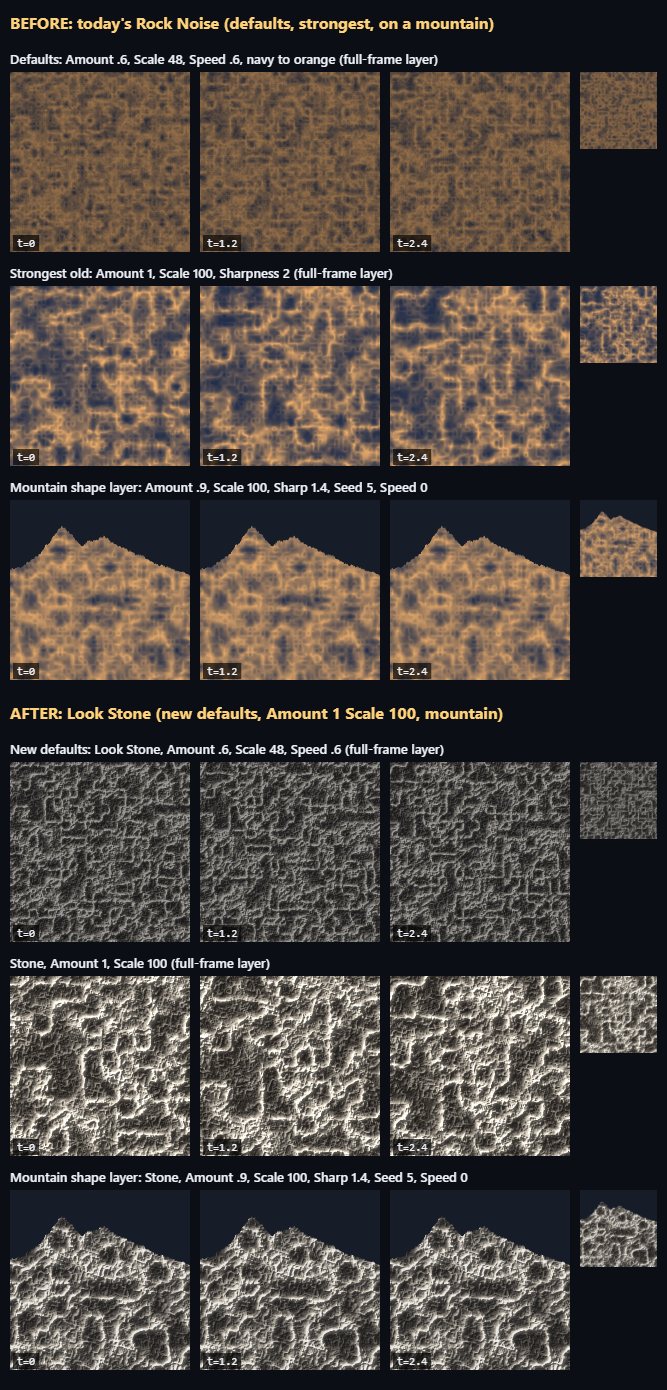 BEFORE: today's Rock Noise (defaults, strongest, on a mountain)
Defaults: Amount .6, Scale 48, Speed .6, navy to orange (full-frame layer)
t=0 t=1.2 t=2.4
Strongest old: Amount 1, Scale 100, Sharpness 2 (full-frame layer)
t=0 t=1.2 t=2.4
Mountain shape layer: Amount .9, Scale 100, Sharp 1.4, Seed 5, Speed 0
t=0 t=1.2 t=2.4
AFTER: Look Stone (new defaults, Amount 1 Scale 100, mountain)
New defaults: Look Stone, Amount .6, Scale 48, Speed .6 (full-frame layer)
t=0 t=1.2 t=2.4
Stone, Amount 1, Scale 100 (full-frame layer)
t=0 t=1.2 t=2.4
Mountain shape layer: Stone, Amount .9, Scale 100, Sharp 1.4, Seed 5, Speed 0
t=0 t=1.2 t=2.4